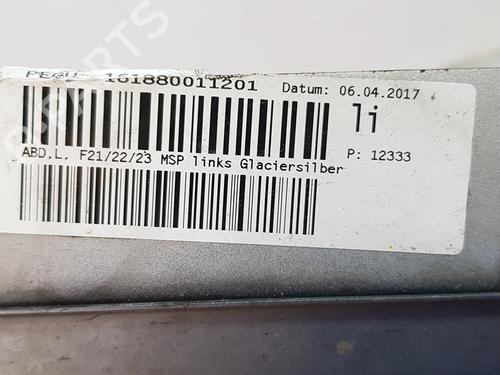 161880011201 Datum: 06.04.2017
li
P: 12333
ABD.L. F21/22/23 MSP links Glaciersilber